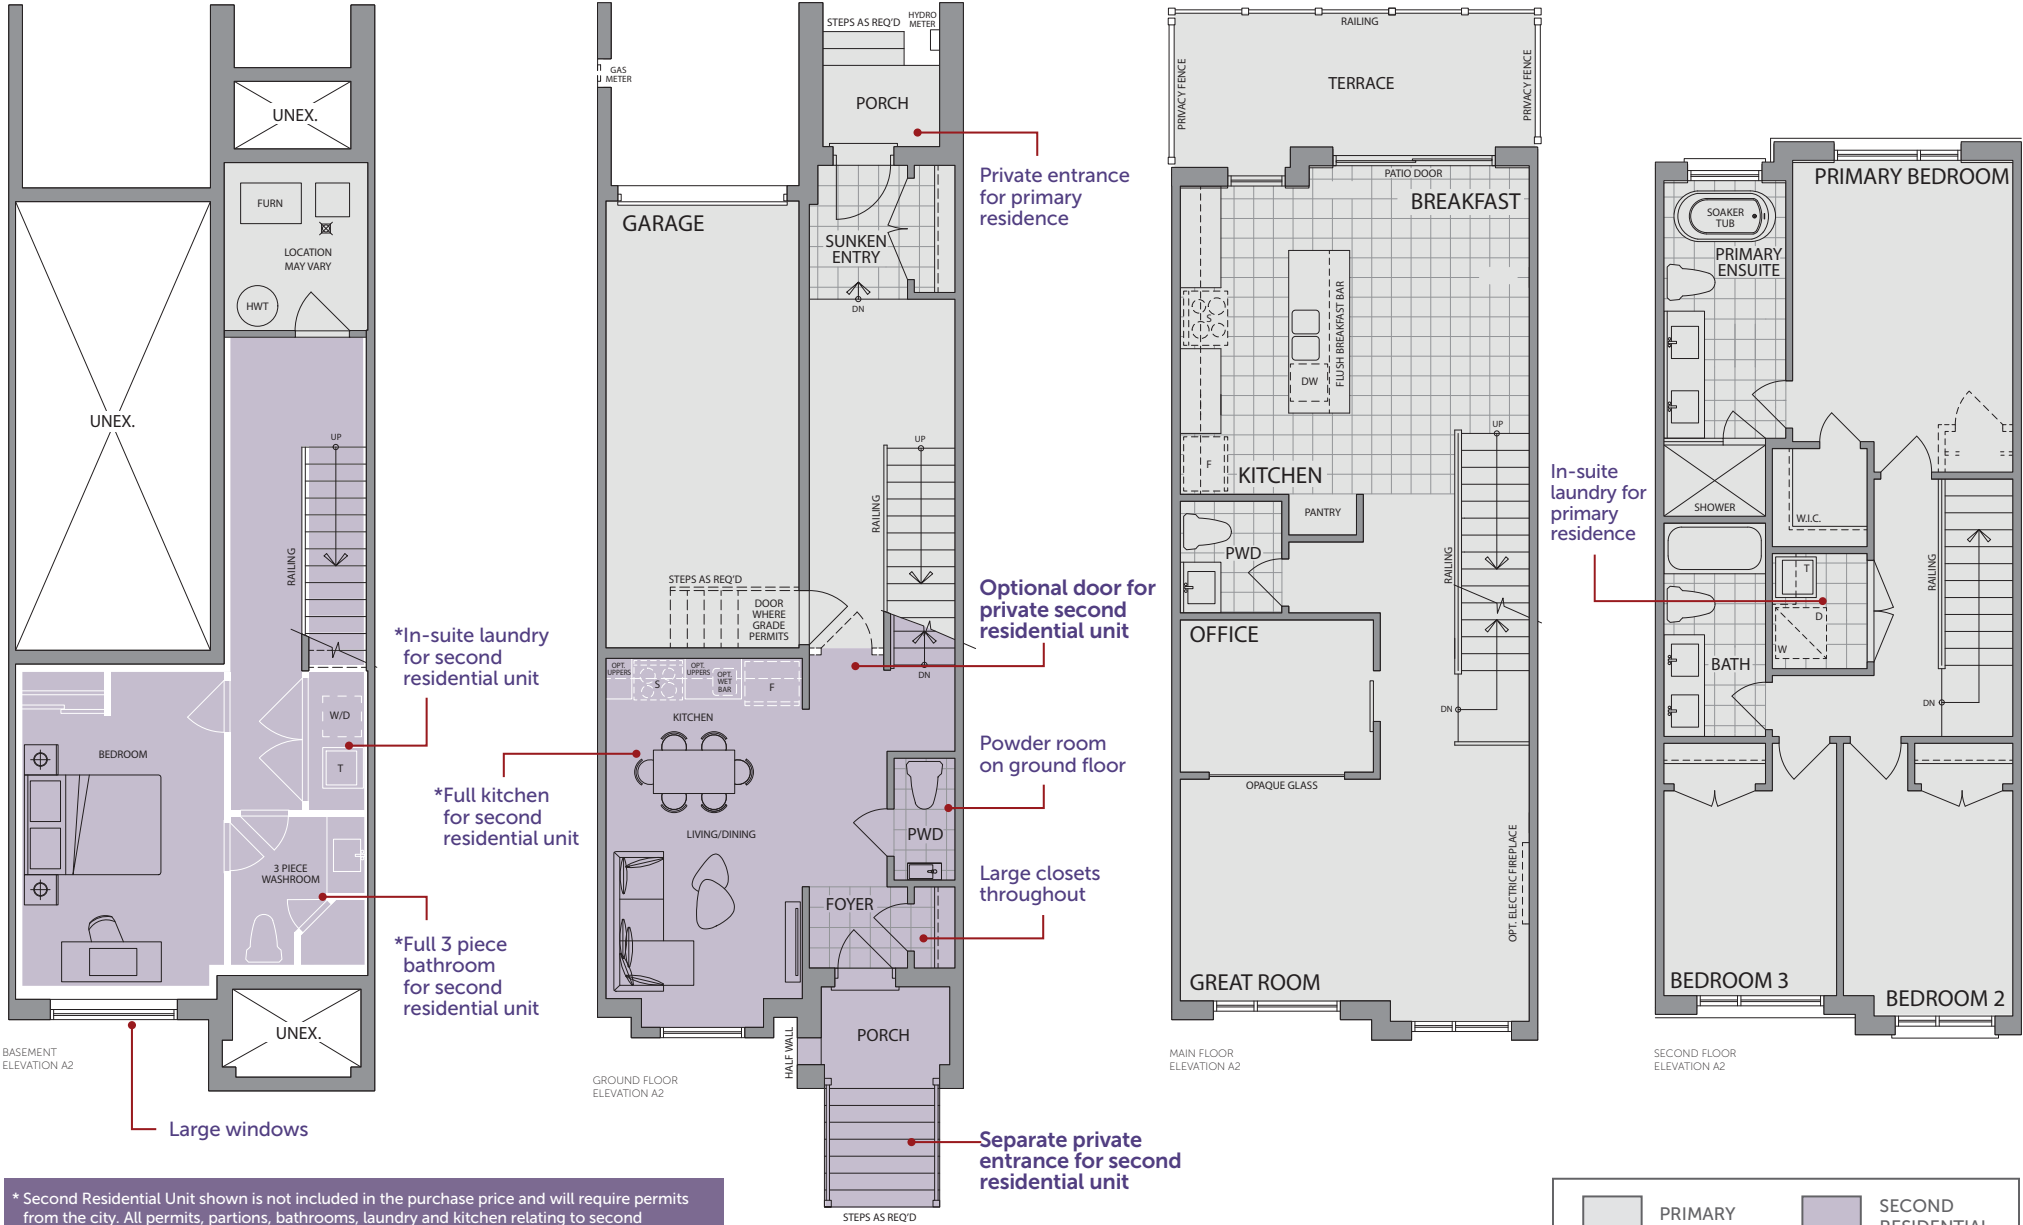 UNEX.
FURN
LOCATION
MAY VARY
HWT
UNEX.
UP
RAILING
W/D
T
BEDROOM
3 PIECE
WASHROOM
UNEX.
BASEMENT
ELEVATION A2
Large windows
*In-suite laundry
for second
residential unit
*Full kitchen
for second
residential unit
*Full 3 piece
bathroom
for second
residential unit
STEPS AS REQ'D
HYDRO
METER
GAS
METER
PORCH
Private entrance
for primary
residence
GARAGE
SUNKEN
ENTRY
DN
UP
RAILING
STEPS AS REQ'D
DOOR
WHERE
GRADE
PERMITS
Optional door for
private second
residential unit
OPT.
UPPERS
S
OPT.
UPPERS
OPT.
WET
BAR
F
DN
KITCHEN
LIVING/DINING
Powder room
on ground floor
PWD
Large closets
throughout
FOYER
PORCH
HALF WALL
GROUND FLOOR
ELEVATION A2
Separate private
entrance for second
residential unit
STEPS AS REQ'D
RAILING
PRIVACY FENCE
TERRACE
PRIVACY FENCE
PATIO DOOR
BREAKFAST
S
FLUSH BREAKFAST BAR
DW
F
KITCHEN
UP
PANTRY
PWD
RAILING
OFFICE
DN
OPAQUE GLASS
OPT. ELECTRIC FIREPLACE
GREAT ROOM
MAIN FLOOR
ELEVATION A2
In-suite
laundry for
primary
residence
PRIMARY BEDROOM
SOAKER
TUB
PRIMARY
ENSUITE
SHOWER
W.I.C.
T
D
W
RAILING
BATH
DN
BEDROOM 3
BEDROOM 2
SECOND FLOOR
ELEVATION A2
* Second Residential Unit shown is not included in the purchase price and will require permits
from the city. All permits, partions, bathrooms, laundry and kitchen relating to second
PRIMARY
SECOND
RESIDENTIAL